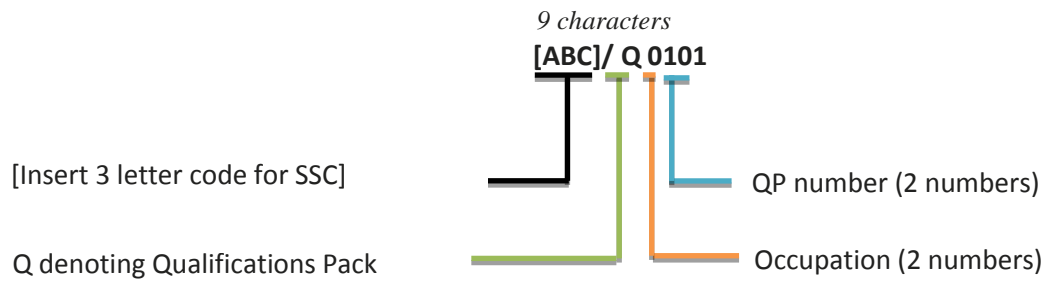 9 characters
[ABC]/ Q 0101
[Insert 3 letter code for SSC]
QP number (2 numbers)
Q denoting Qualifications Pack
Occupation (2 numbers)